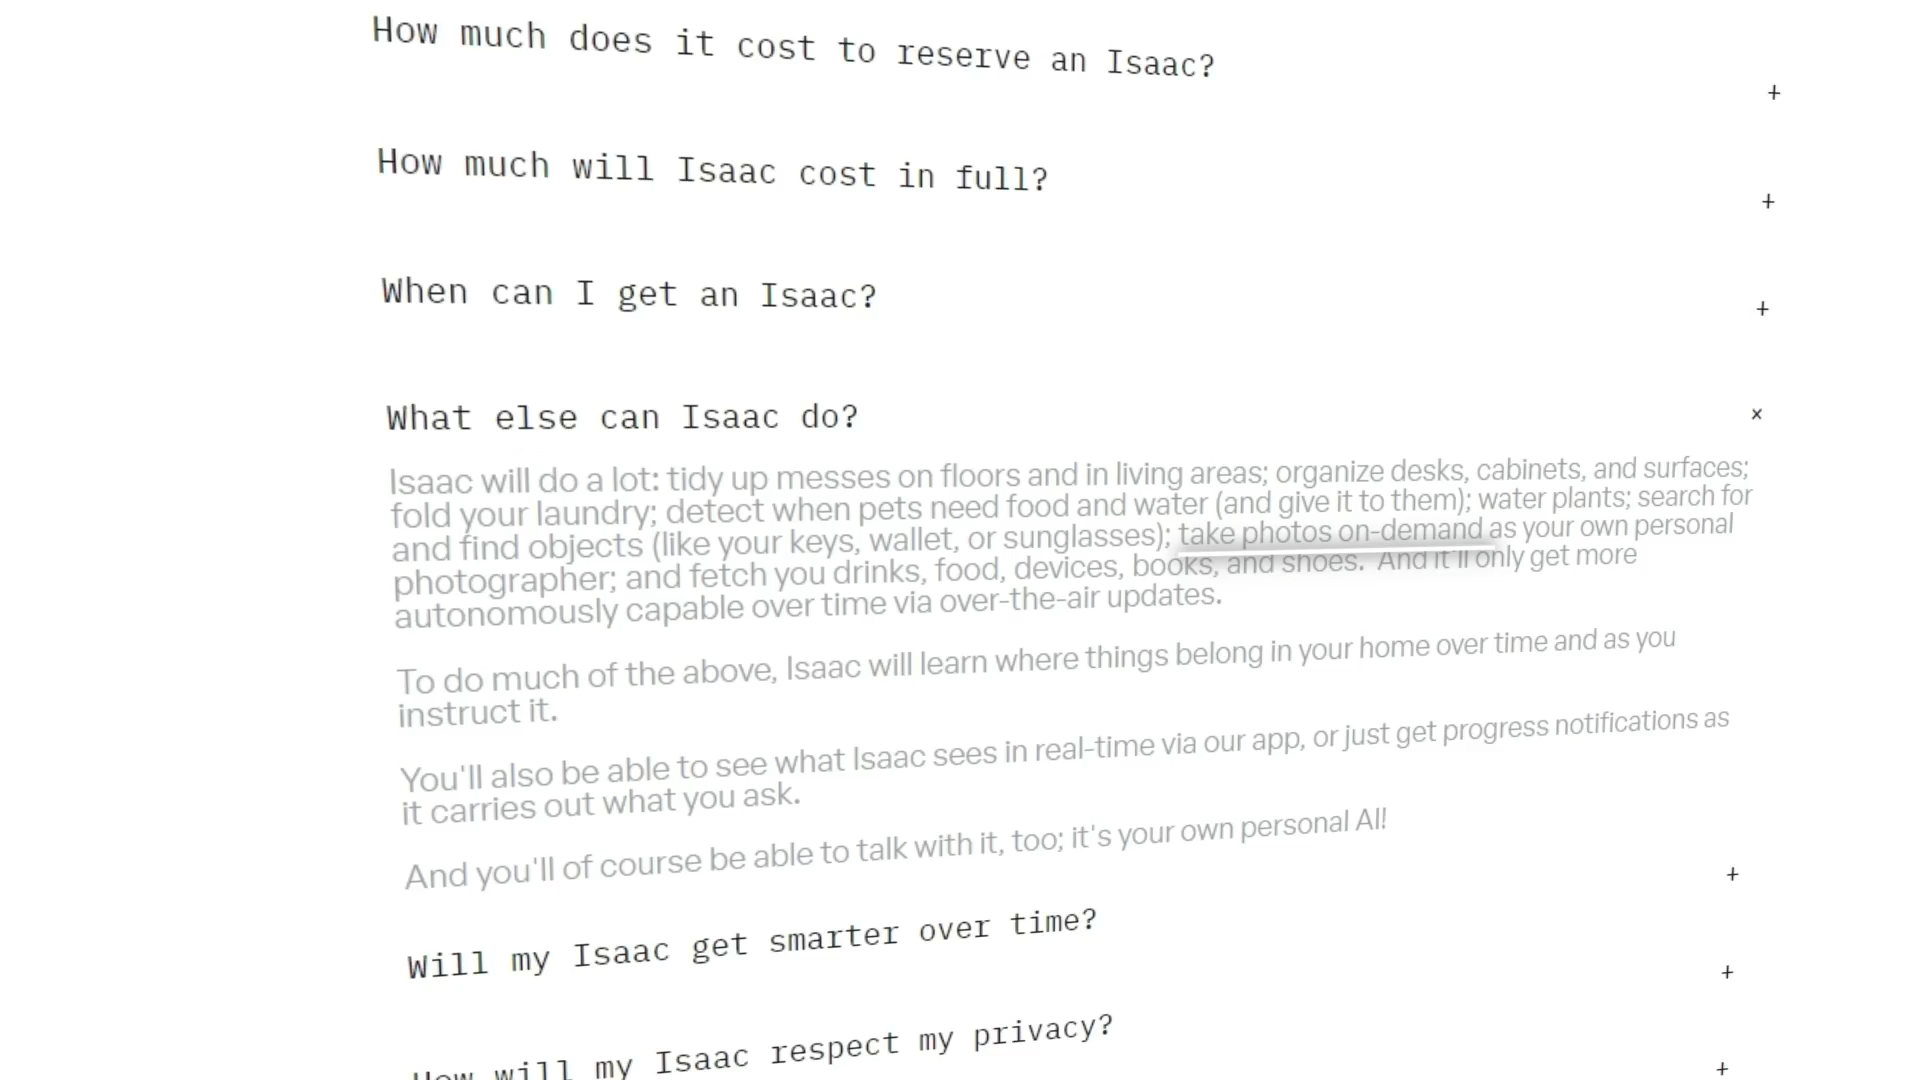 How much does it cost to reserve an Isaac?
+
How much will Isaac cost in full?
+
When can I get an Isaac?
+
What else can Isaac do?
×
Isaac will do a lot: tidy up messes on floors and in living areas; organize desks, cabinets, and surfaces;
fold your laundry; detect when pets need food and water (and give it to them); water plants; search for
and find objects (like your keys, wallet, or sunglasses); take photos on-demand as your own personal
photographer; and fetch you drinks, food, devices, books, and shoes. And it'll only get more
autonomously capable over time via over-the-air updates.
To do much of the above, Isaac will learn where things belong in your home over time and as you
instruct it.
You'll also be able to see what Isaac sees in real-time via our app, or just get progress notifications as
it carries out what you ask.
And you'll of course be able to talk with it, too; it's your own personal AI!
+
Will my Isaac get smarter over time?
+
How will my Isaac respect my privacy?
+